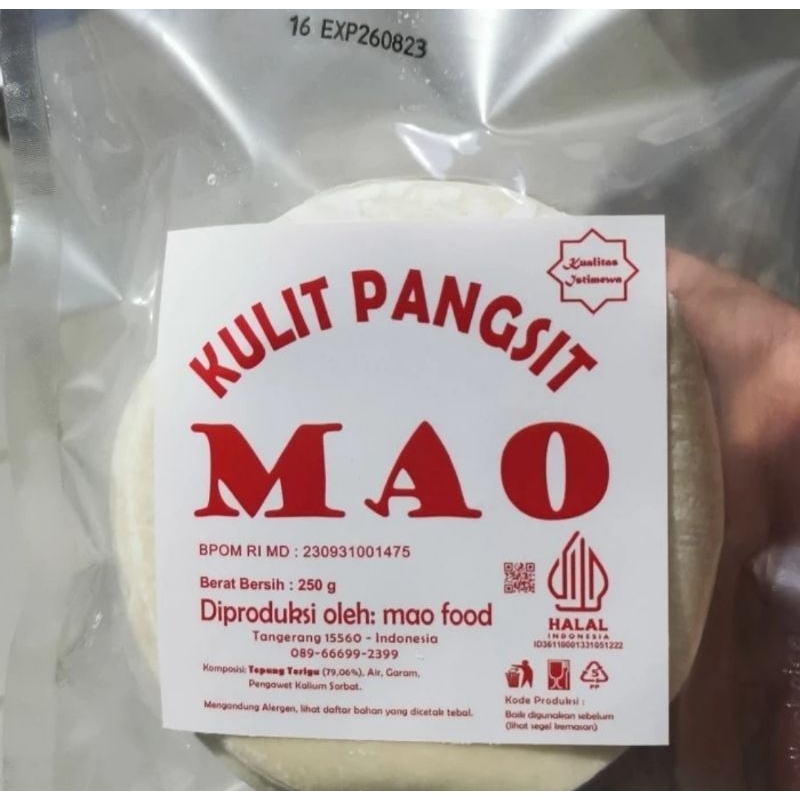 16 EXP260823
Kualitas
Istimewa
KULIT PANGSIT
MAO
BPOM RI MD : 230931001475
Berat Bersih : 250 g
Diproduksi oleh: mao food
Tangerang 15560 - Indonesia
089-66699-2399
Komposisi: Tepung Terigu (79,06%), Air, Garam,
Pengawet Kalium Sorbat.
Mengandung Alergen, lihat daftar bahan yang dicetak tebal.
HALAL
INDONESIA
ID36110001331051222
5
PP
Kode Produksi :
Baik digunakan sebelum
(lihat segel kemasan)